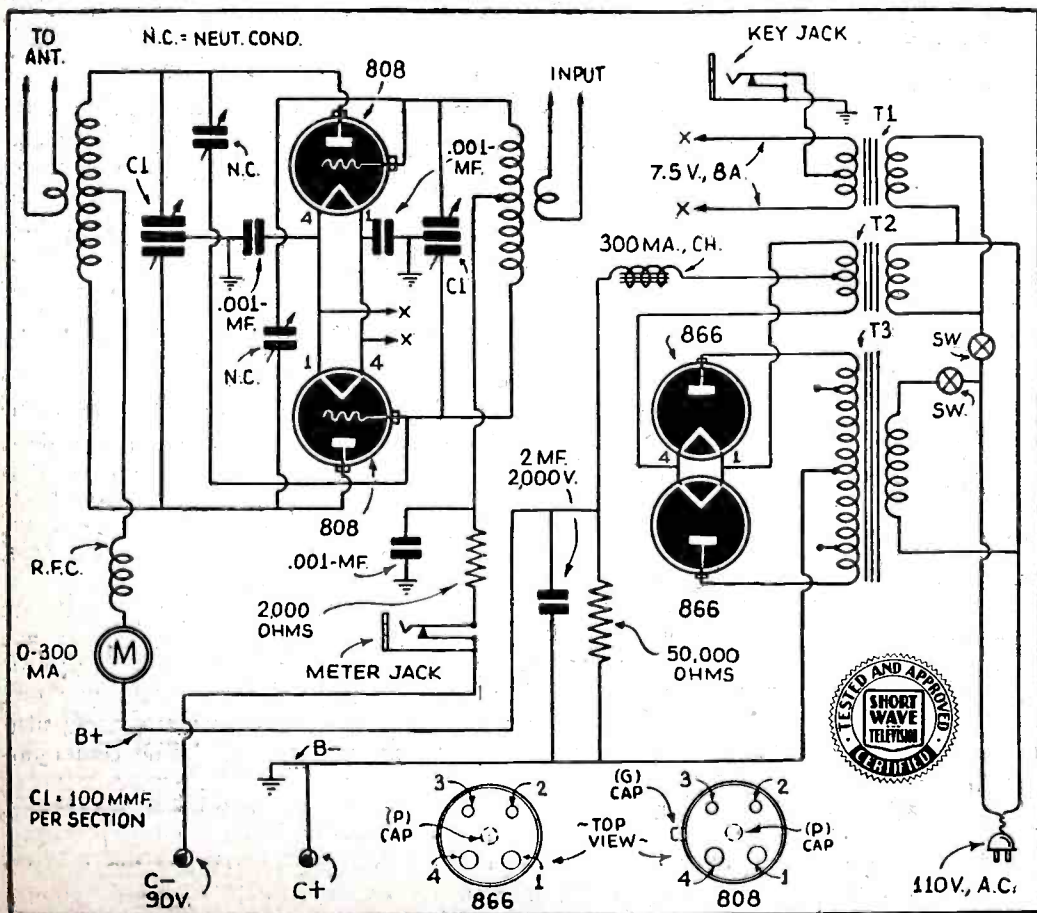 TO
ANT.
N.C. = NEUT. COND.
808
INPUT
KEY JACK
T1
C1
N.C.
.001-
MF.
7.5 V., 8 A.
X
X
4
1
T2
300 MA., CH.
C1
.001-
MF.
X
X
N.C.
1
4
866
T3
SW
SW.
4
1
2 MF.
2,000 V.
808
R.F.C.
.001-MF.
2,000
OHMS
866
0-300
MA.
M
METER JACK
50,000
OHMS
TESTED AND APPROVED
SHORT
WAVE
AND
TELEVISION
CERTIFIED
B+
B-
C1 = 100 MMF.
PER SECTION
3
2
(P)
CAP
4
1
866
~TOP
VIEW~
(G)
CAP
3
2
(P)
CAP
4
1
808
C-
90V.
C+
110 V., A.C.